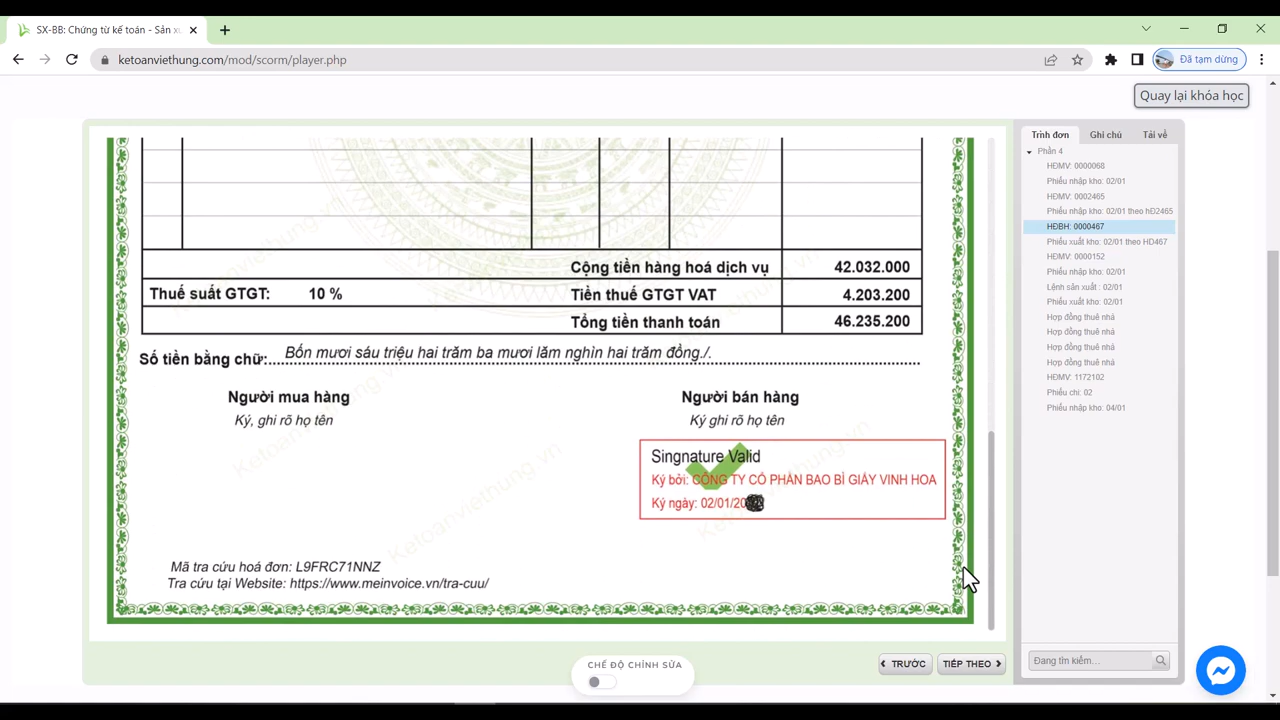 SX-BB: Chứng từ kế toán - Sản x
ketoanviethung.com/mod/scorm/player.php
Đã tạm dừng
Quay lại khóa học
Cộng tiền hàng hoá dịch vụ 42.032.000
Thuế suất GTGT: 10 % Tiền thuế GTGT VAT 4.203.200
Tổng tiền thanh toán 46.235.200
Số tiền bằng chữ: Bốn mươi sáu triệu hai trăm ba mươi lăm nghìn hai trăm đồng./.
Người mua hàng Người bán hàng
Ký, ghi rõ họ tên Ký ghi rõ họ tên
Singnature Valid
Ký bởi: CÔNG TY CỔ PHẦN BAO BÌ GIẤY VINH HOA
Ký ngày: 02/01/20
Mã tra cứu hoá đơn: L9FRC71NNZ
Tra cứu tại Website: https://www.meinvoice.vn/tra-cuu/
Ketoanviethung.vn
Trình đơn Ghi chú Tải về
Phần 4
HĐMV: 0000068
Phiếu nhập kho: 02/01
HĐMV: 0002465
Phiếu nhập kho: 02/01 theo hĐ2465
HĐBH: 0000467
Phiếu xuất kho: 02/01 theo HD467
HĐMV: 0000152
Phiếu nhập kho: 02/01
Lệnh sản xuất : 02/01
Phiếu xuất kho: 02/01
Hợp đồng thuê nhà
Hợp đồng thuê nhà
Hợp đồng thuê nhà
Hợp đồng thuê nhà
HĐMV: 1172102
Phiếu chi: 02
Phiếu nhập kho: 04/01
Đang tìm kiếm...
TRƯỚC TIẾP THEO
CHẾ ĐỘ CHỈNH SỬA